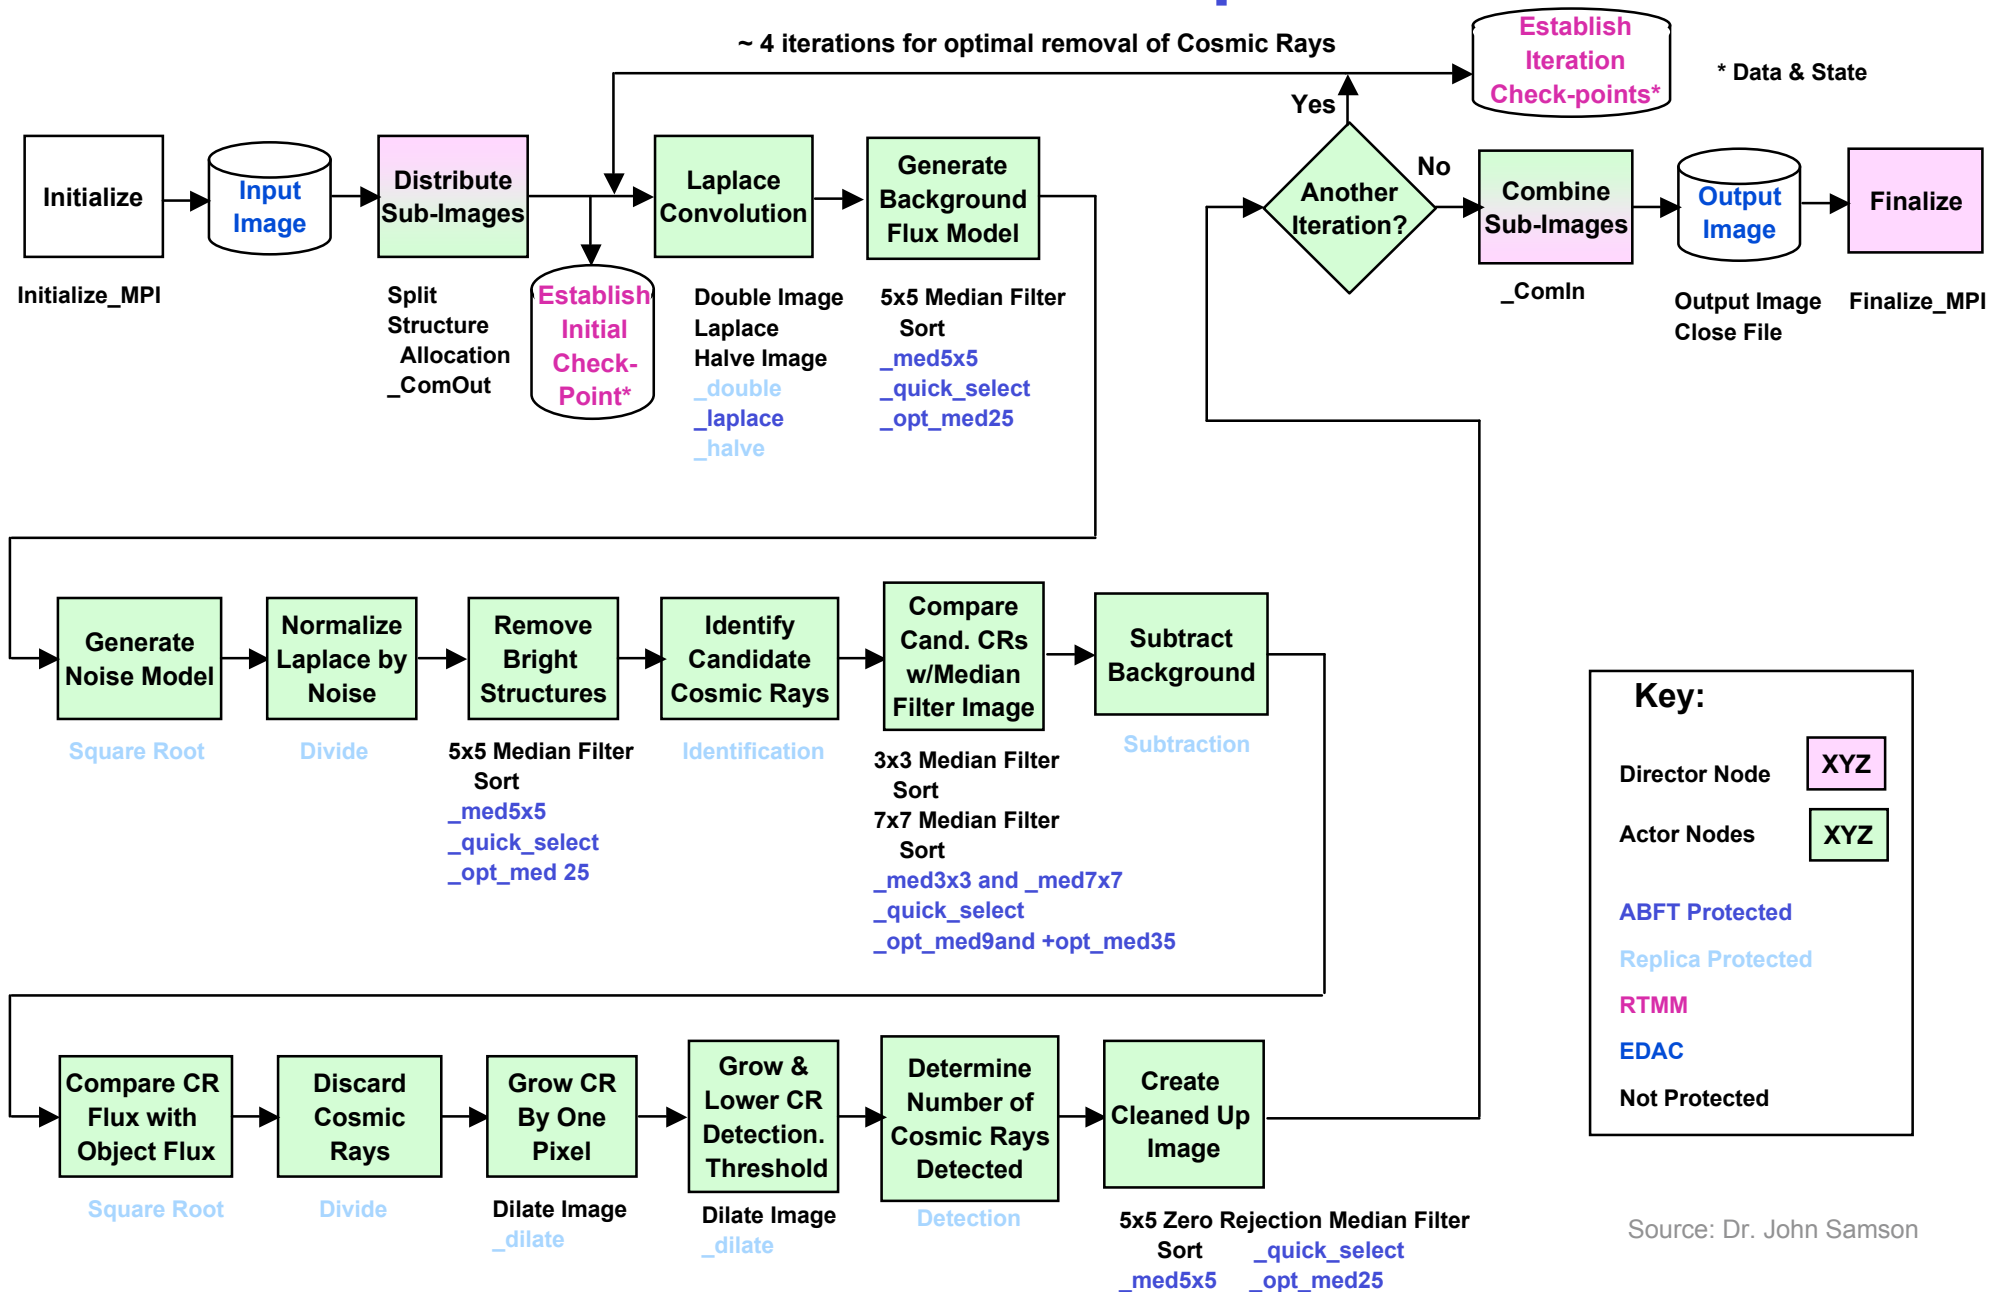 ~ 4 iterations for optimal removal of Cosmic Rays
Establish
Iteration
Check-points*
* Data & State
Yes
No
Initialize
Initialize_MPI
Input
Image
Distribute
Sub-Images
Split
Structure
Allocation
_ComOut
Establish
Initial
Check-
Point*
Laplace
Convolution
Double Image
Laplace
Halve Image
_double
_laplace
_halve
Generate
Background
Flux Model
5x5 Median Filter
Sort
_med5x5
_quick_select
_opt_med25
Another
Iteration?
Combine
Sub-Images
_ComIn
Output
Image
Output Image
Close File
Finalize
Finalize_MPI
Generate
Noise Model
Square Root
Normalize
Laplace by
Noise
Divide
Remove
Bright
Structures
5x5 Median Filter
Sort
_med5x5
_quick_select
_opt_med 25
Identify
Candidate
Cosmic Rays
Identification
Compare
Cand. CRs
w/Median
Filter Image
3x3 Median Filter
Sort
7x7 Median Filter
Sort
_med3x3 and _med7x7
_quick_select
_opt_med9and +opt_med35
Subtract
Background
Subtraction
Compare CR
Flux with
Object Flux
Square Root
Discard
Cosmic
Rays
Divide
Grow CR
By One
Pixel
Dilate Image
_dilate
Grow &
Lower CR
Detection.
Threshold
Dilate Image
_dilate
Determine
Number of
Cosmic Rays
Detected
Detection
Create
Cleaned Up
Image
5x5 Zero Rejection Median Filter
Sort _quick_select
_med5x5 _opt_med25
Key:
Director Node XYZ
Actor Nodes XYZ
ABFT Protected
Replica Protected
RTMM
EDAC
Not Protected
Source: Dr. John Samson